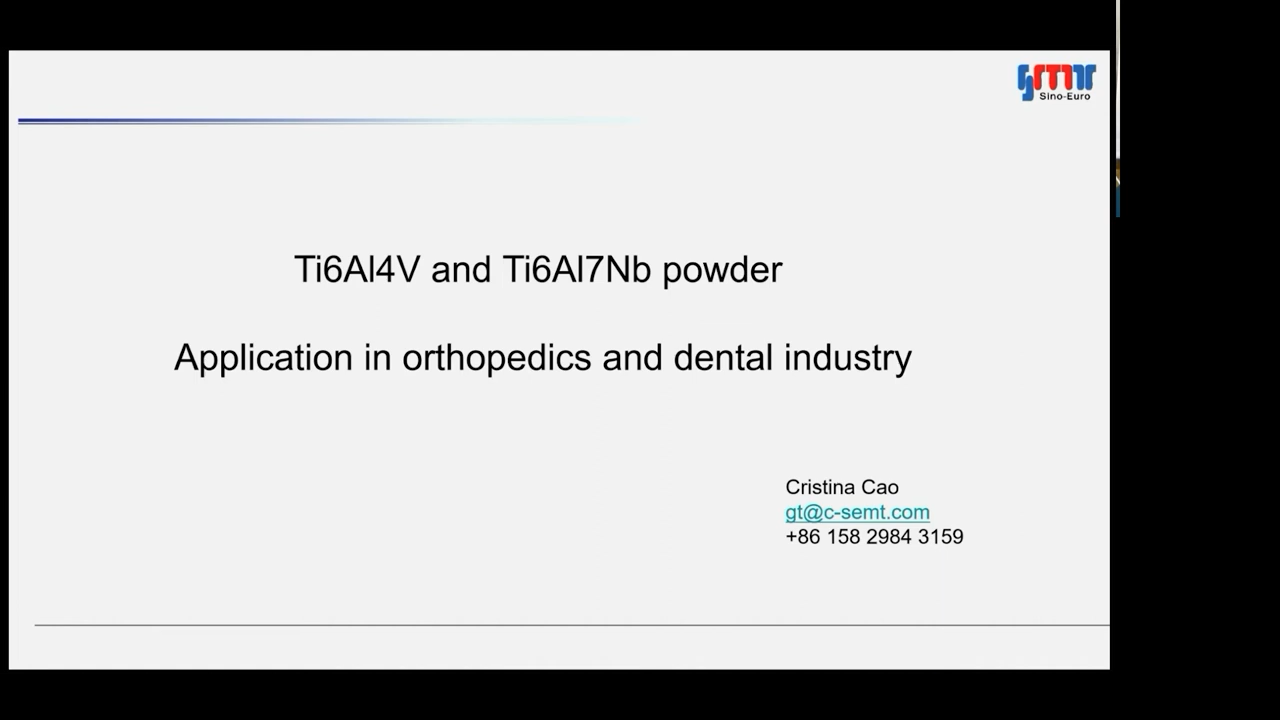 Sino-Euro
Ti6Al4V and Ti6Al7Nb powder
Application in orthopedics and dental industry
Cristina Cao
gt@c-semt.com
+86 158 2984 3159